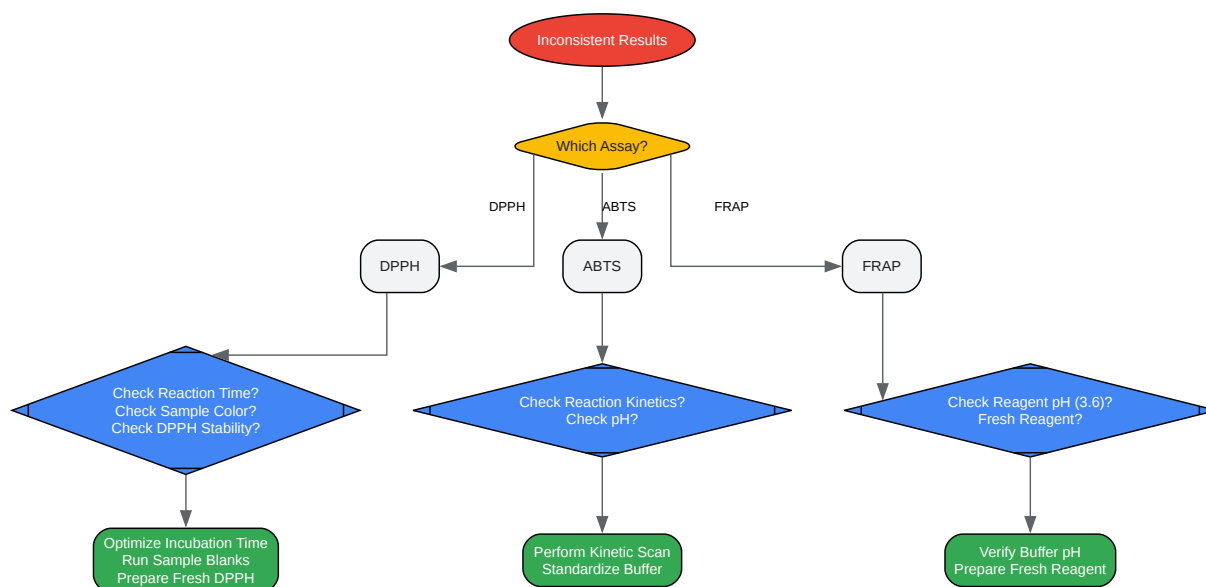 Inconsistent Results
Which Assay?
DPPH
ABTS
FRAP
DPPH
ABTS
FRAP
Check Reaction Time?
Check Sample Color?
Check DPPH Stability?
Check Reaction Kinetics?
Check pH?
Check Reagent pH (3.6)?
Fresh Reagent?
Optimize Incubation Time
Run Sample Blanks
Prepare Fresh DPPH
Perform Kinetic Scan
Standardize Buffer
Verify Buffer pH
Prepare Fresh Reagent